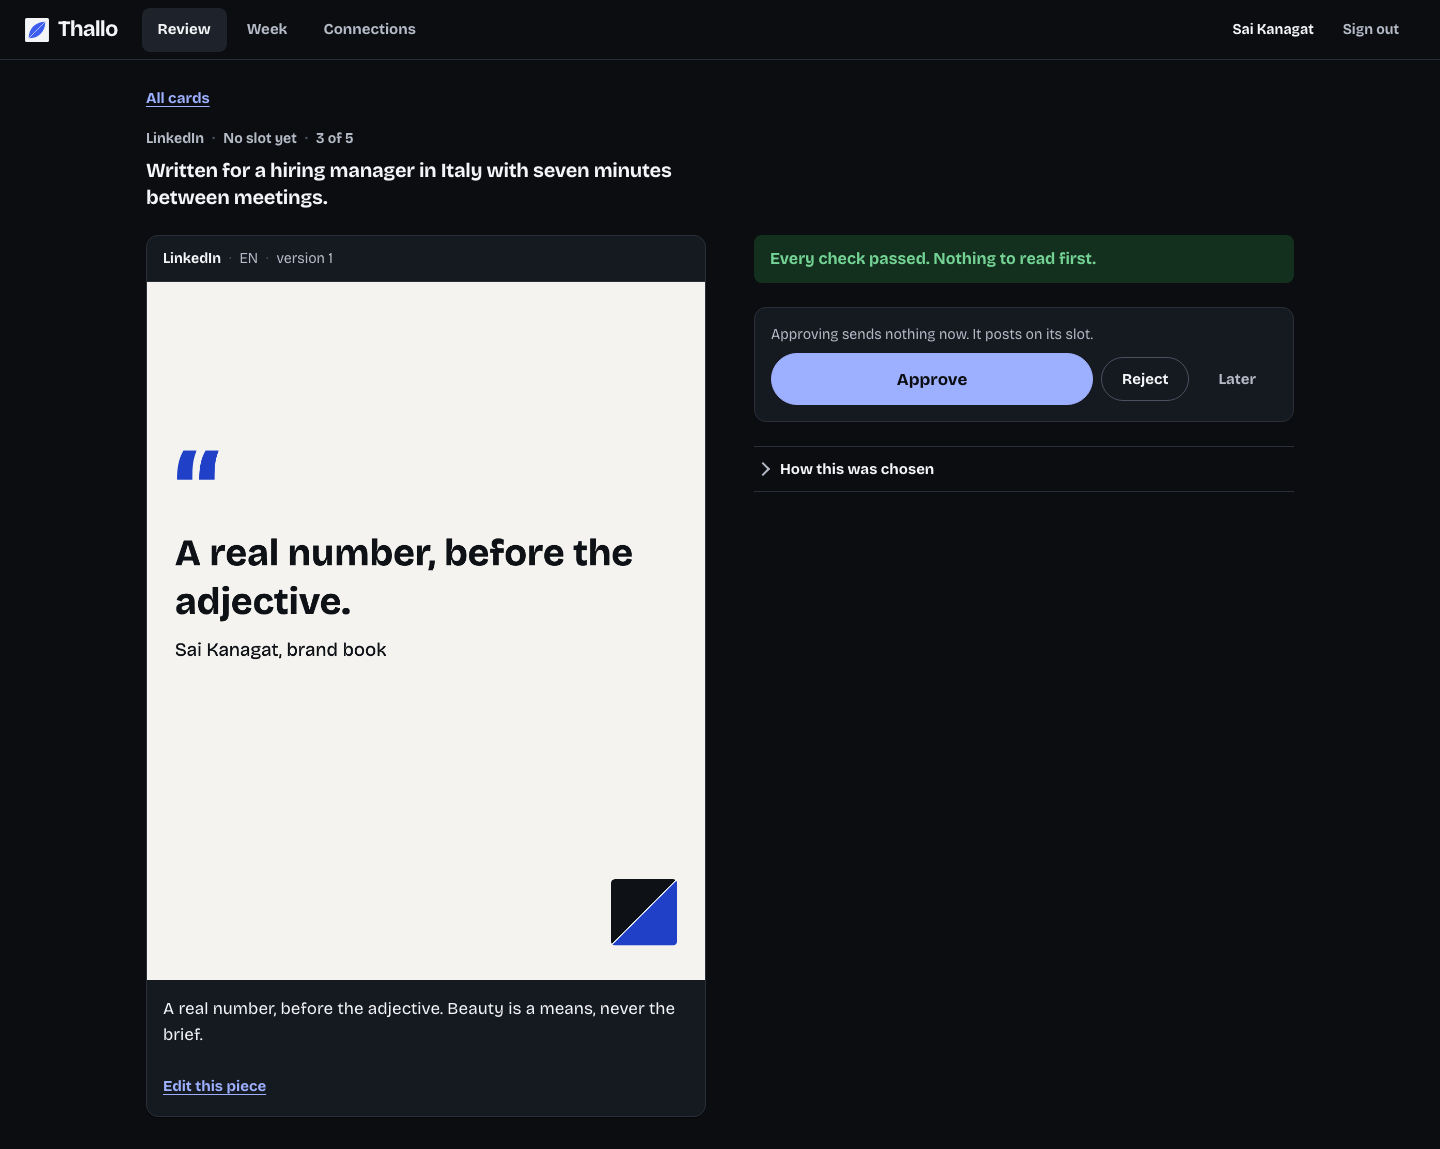 Thallo
Review
Week
Connections
Sai Kanagat
Sign out
All cards
LinkedIn · No slot yet · 3 of 5
Written for a hiring manager in Italy with seven minutes
between meetings.
LinkedIn · EN · version 1
“
A real number, before the
adjective.
Sai Kanagat, brand book
A real number, before the adjective. Beauty is a means, never the
brief.
Edit this piece
Every check passed. Nothing to read first.
Approving sends nothing now. It posts on its slot.
Approve
Reject
Later
How this was chosen